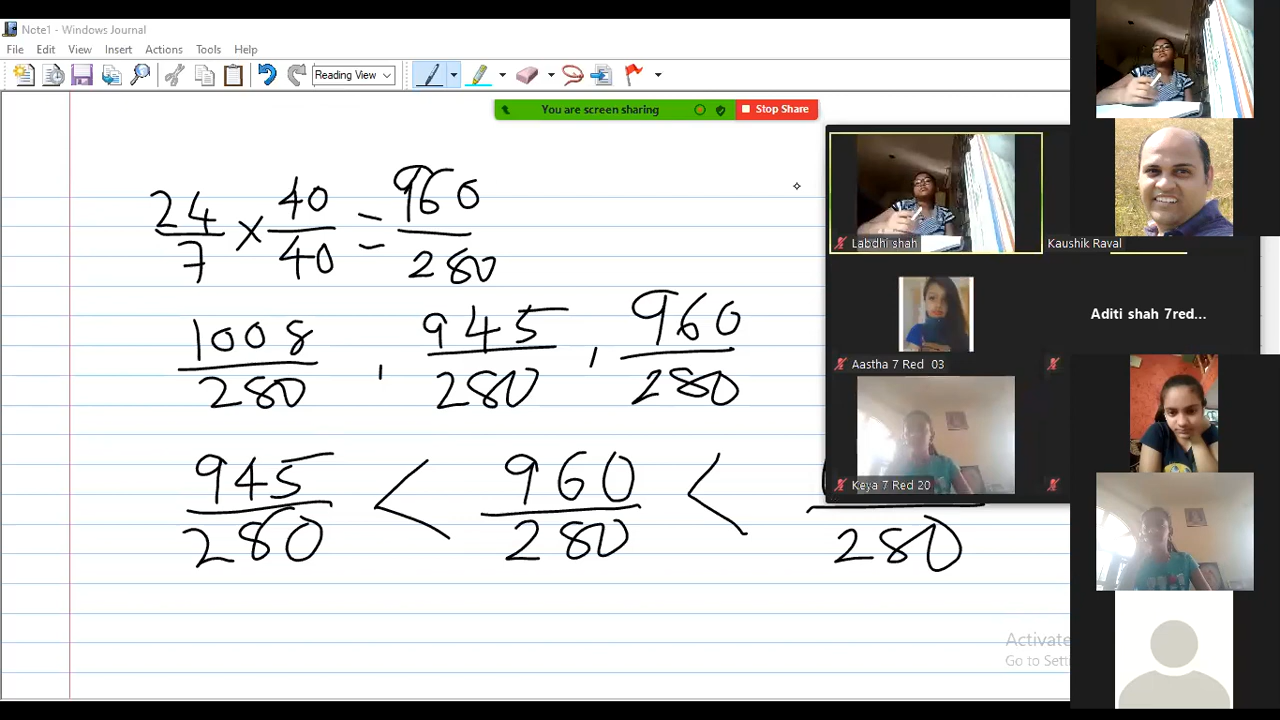 Note1 - Windows Journal
File Edit View Insert Actions Tools Help
Reading View
You are screen sharing Stop Share
24/7 × 40/40 = 960/280
1008/280 , 945/280 , 960/280
945/280 < 960/280 < /280
Labdhi shah
Kaushik Raval
Aditi shah 7red...
Aastha 7 Red 03
Keya 7 Red 20
Activate
Go to Setti